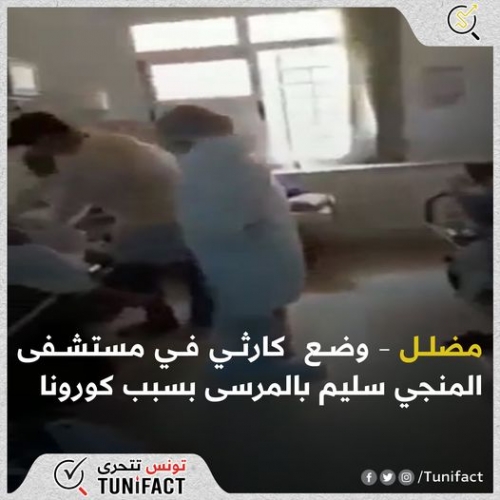 مضلل - وضع كارثي في مستشفى
المنجي سليم بالمرسى بسبب كورونا
تونس تتحرى
TUNiFACT
/Tunifact